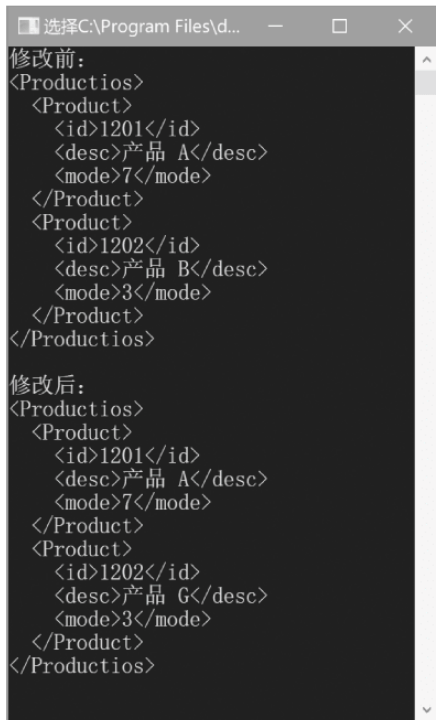 选择C:\Program Files\d...
修改前:
<Productios>
  <Product>
    <id>1201</id>
    <desc>产品 A</desc>
    <mode>7</mode>
  </Product>
  <Product>
    <id>1202</id>
    <desc>产品 B</desc>
    <mode>3</mode>
  </Product>
</Productios>

修改后:
<Productios>
  <Product>
    <id>1201</id>
    <desc>产品 A</desc>
    <mode>7</mode>
  </Product>
  <Product>
    <id>1202</id>
    <desc>产品 G</desc>
    <mode>3</mode>
  </Product>
</Productios>